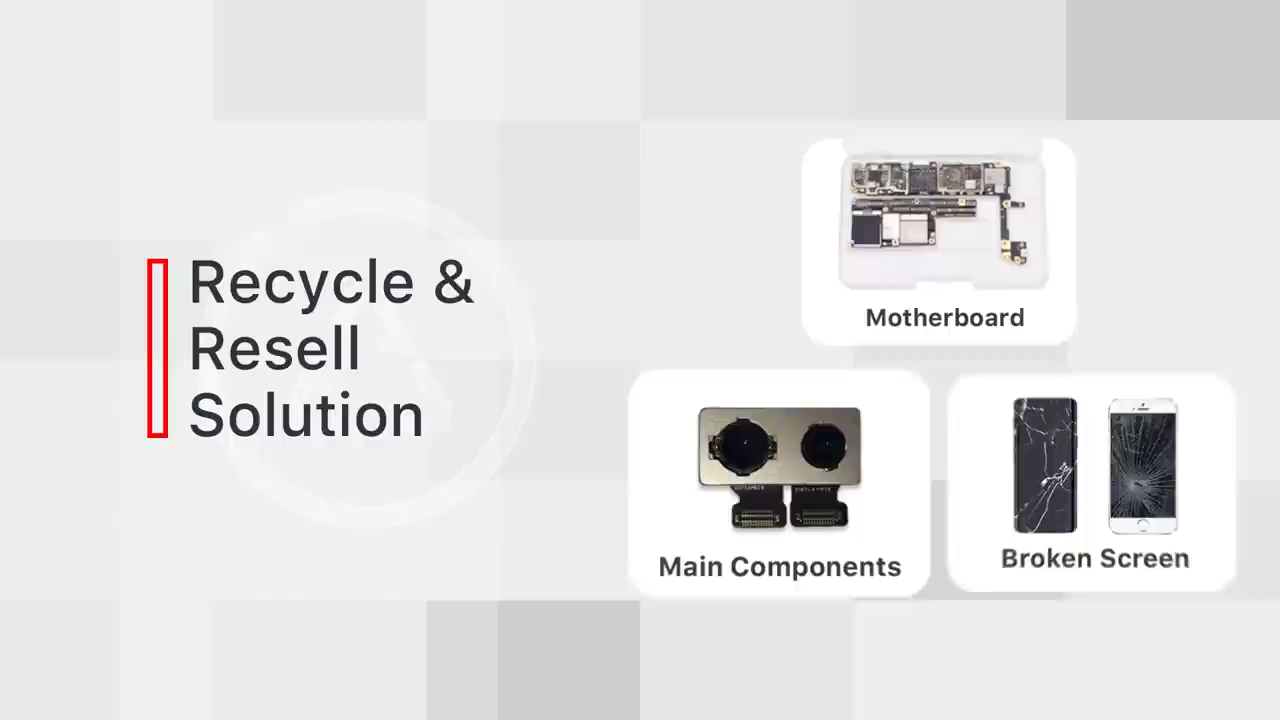 Recycle &
Resell
Solution
Motherboard
Main Components
Broken Screen